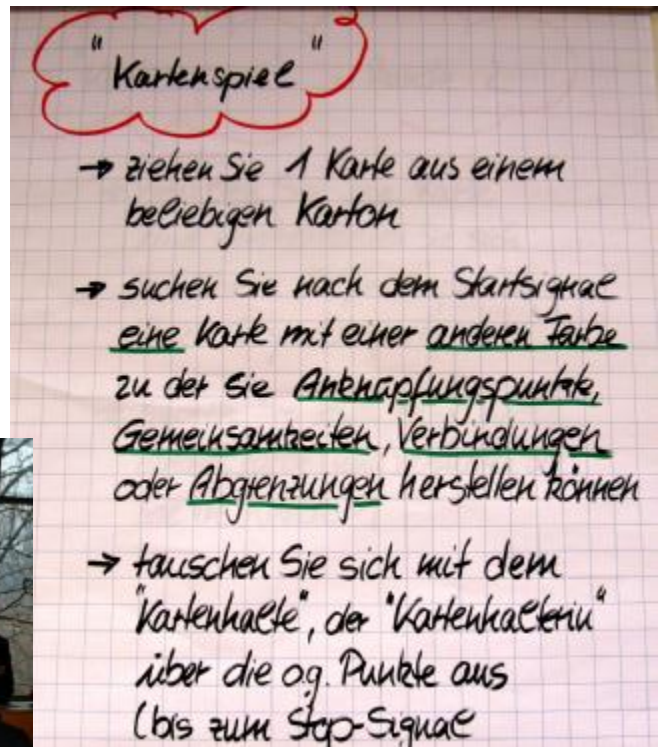 "Kartenspiel"
→ ziehen Sie 1 Karte aus einem
beliebigen Karton
→ suchen Sie nach dem Startsignal
eine Karte mit einer anderen Farbe
zu der Sie Anknüpfungspunkte,
Gemeinsamkeiten, Verbindungen
oder Abgrenzungen herstellen können
→ tauschen Sie sich mit dem
"Kartenhalte", der "Kartenhalterin"
über die o.g. Punkte aus
(bis zum Stop-Signal